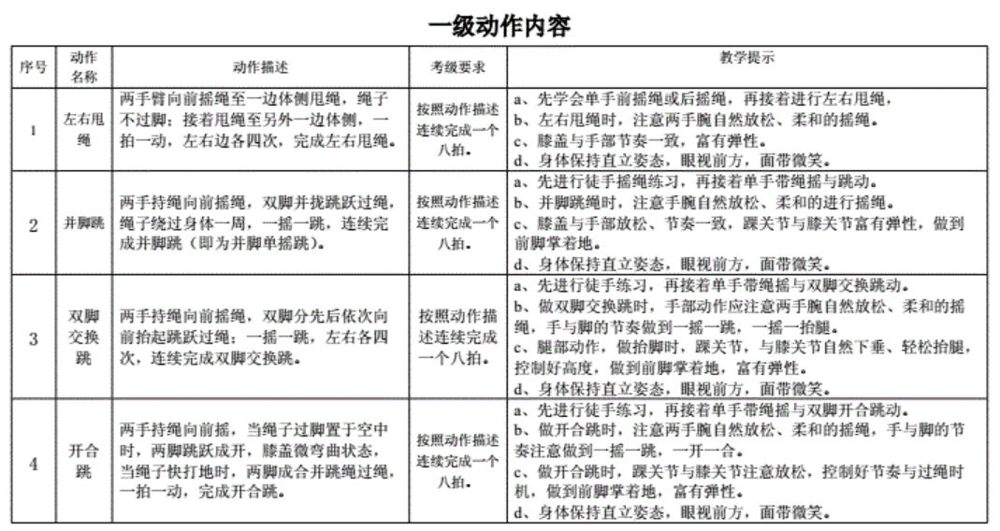 一级动作内容
序号
动作
名称
动作描述
考级要求
教学提示
1
左右甩
绳
两手臂向前摇绳至一边体侧甩绳，绳子
不过脚；接着甩绳至另外一边体侧，一
拍一动，左右边各四次，完成左右甩绳。
按照动作描述
连续完成一个
八拍。
a、先学会单手前摇绳或后摇绳，再接着进行左右甩绳，
b、左右甩绳时，注意两手腕自然放松、柔和的摇绳。
c、膝盖与手部节奏一致，富有弹性。
d、身体保持直立姿态，眼视前方，面带微笑。
2
并脚跳
两手持绳向前摇绳，双脚并拢跳跃过绳，
绳子绕过身体一周，一摇一跳，连续完
成并脚跳（即为并脚单摇跳）。
按照动作描述
连续完成一个
八拍。
a、先进行徒手摇绳练习，再接着单手带绳摇与跳动。
b、并脚跳绳时，注意手腕自然放松、柔和的进行摇绳。
c、膝盖与手部放松、节奏一致，踝关节与膝关节富有弹性，做到
前脚掌着地。
d、身体保持直立姿态，眼视前方，面带微笑。
3
双脚
交换
跳
两手持绳向前摇绳，双脚分先后依次向
前抬起跳跃过绳；一摇一跳，左右各四
次，连续完成双脚交换跳。
按照动作描
述连续完成
一个八拍。
a、先进行徒手练习，再接着单手带绳摇与双脚交换跳动。
b、做双脚交换跳时，手部动作应注意两手腕自然放松、柔和的摇
绳，手与脚的节奏做到一摇一跳，一摇一抬腿。
c、腿部动作，做抬脚时，踝关节，与膝关节自然下垂、轻松抬腿，
控制好高度，做到前脚掌着地，富有弹性。
d、身体保持直立姿态，眼视前方，面带微笑。
4
开合
跳
两手持绳向前摇，当绳子过脚置于空中
时，两脚跳跃成开，膝盖微弯曲状态，
当绳子快打地时，两脚成合并跳绳过绳，
一拍一动，完成开合跳。
按照动作描述
连续完成一个
八拍。
a、先进行徒手练习，再接着单手带绳摇与双脚开合跳动。
b、做开合跳时，注意两手腕自然放松、柔和的摇绳，手与脚的节
奏注意做到一摇一跳，一开一合。
c、做开合跳时，踝关节与膝关节注意放松，控制好节奏与过绳时
机，做到前脚掌着地，富有弹性。
d、身体保持直立姿态，眼视前方，面带微笑。